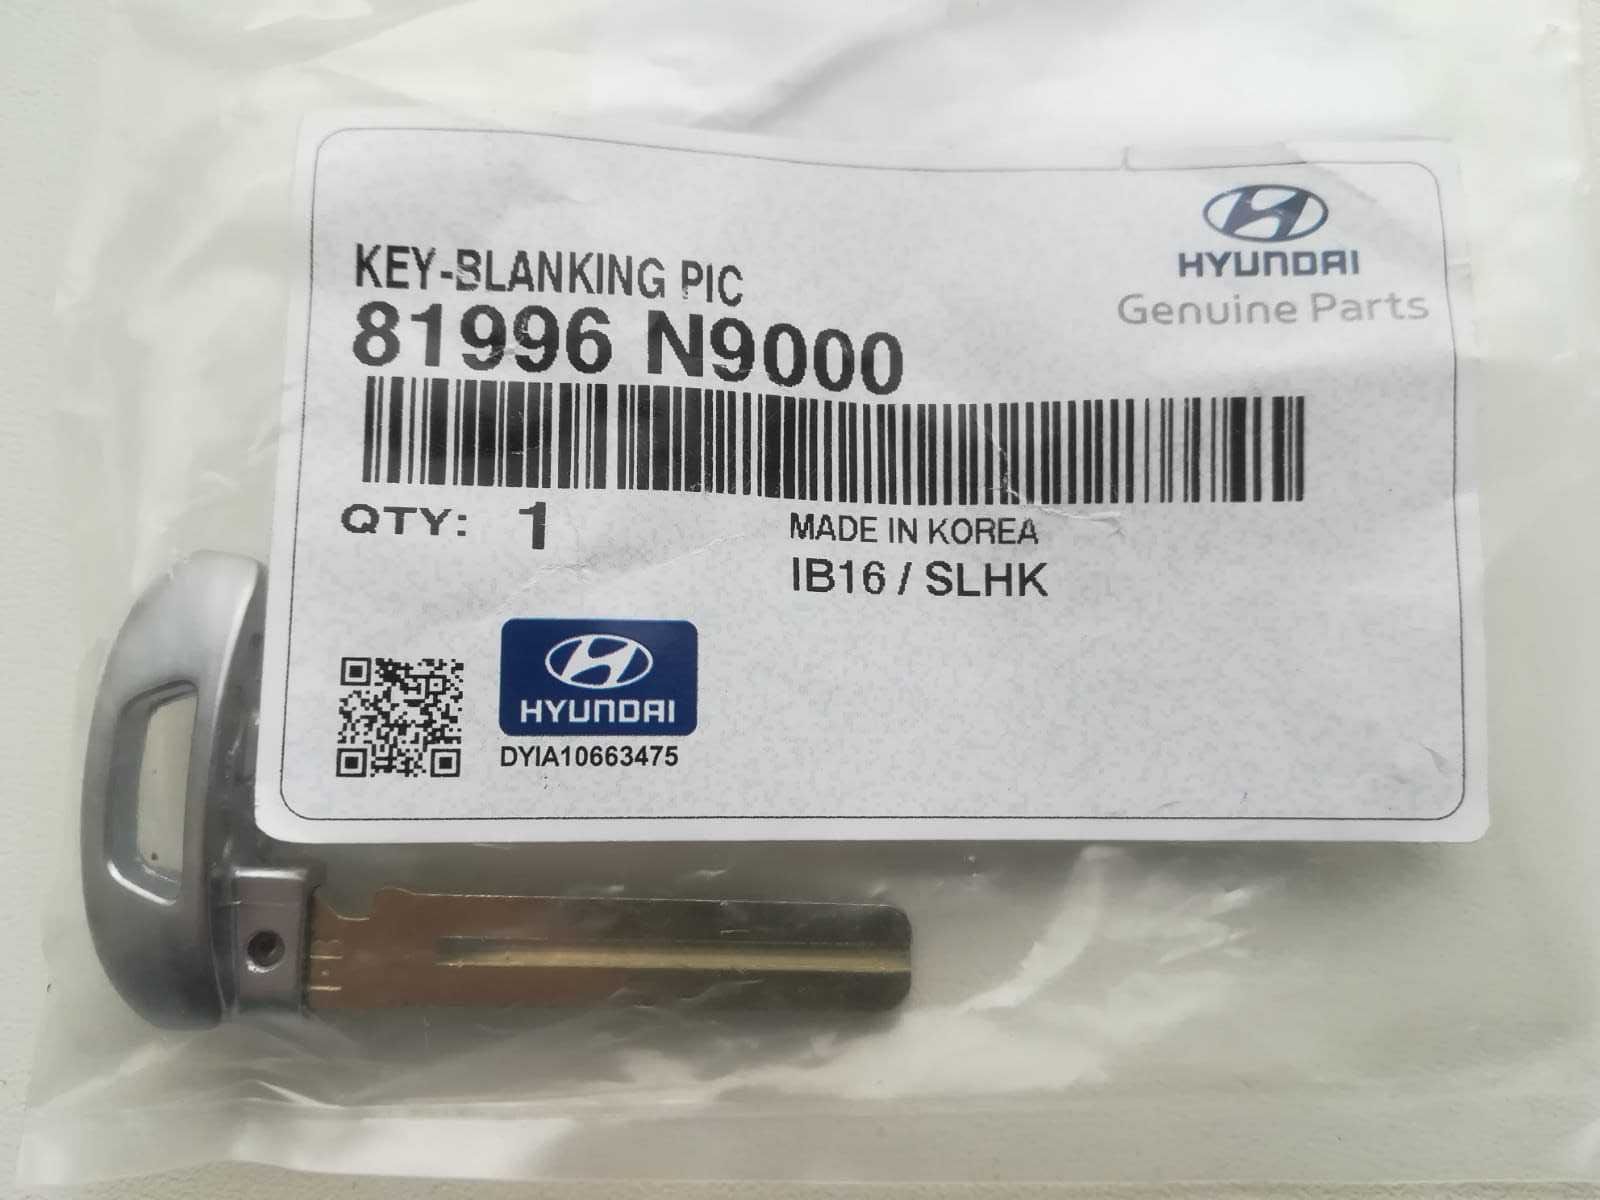 HYUNDAI
Genuine Parts
KEY-BLANKING PIC
81996 N9000
QTY: 1
MADE IN KOREA
IB16 / SLHK
HYUNDAI
DYIA10663475